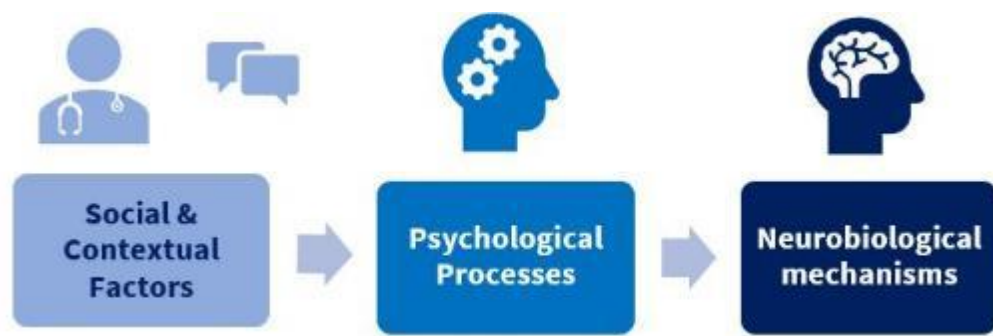 Social &
Contextual
Factors
Psychological
Processes
Neurobiological
mechanisms